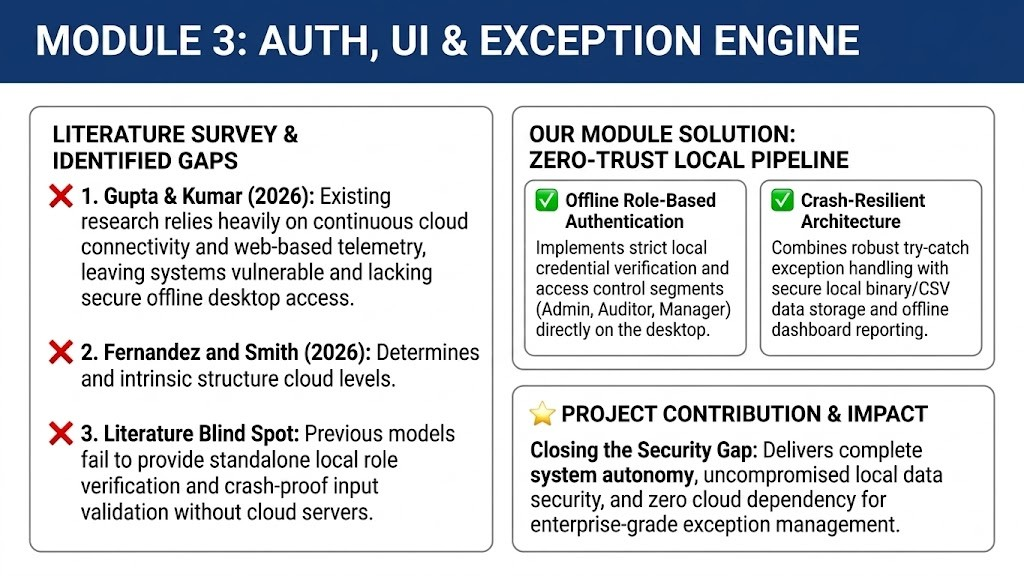 MODULE 3: AUTH, UI & EXCEPTION ENGINE
LITERATURE SURVEY &
IDENTIFIED GAPS
1. Gupta & Kumar (2026): Existing
research relies heavily on continuous cloud
connectivity and web-based telemetry,
leaving systems vulnerable and lacking
secure offline desktop access.
2. Fernandez and Smith (2026): Determines
and intrinsic structure cloud levels.
3. Literature Blind Spot: Previous models
fail to provide standalone local role
verification and crash-proof input
validation without cloud servers.
OUR MODULE SOLUTION:
ZERO-TRUST LOCAL PIPELINE
Offline Role-Based
Authentication
Implements strict local
credential verification and
access control segments
(Admin, Auditor, Manager)
directly on the desktop.
Crash-Resilient
Architecture
Combines robust try-catch
exception handling with
secure local binary/CSV
data storage and offline
dashboard reporting.
PROJECT CONTRIBUTION & IMPACT
Closing the Security Gap: Delivers complete
system autonomy, uncompromised local data
security, and zero cloud dependency for
enterprise-grade exception management.